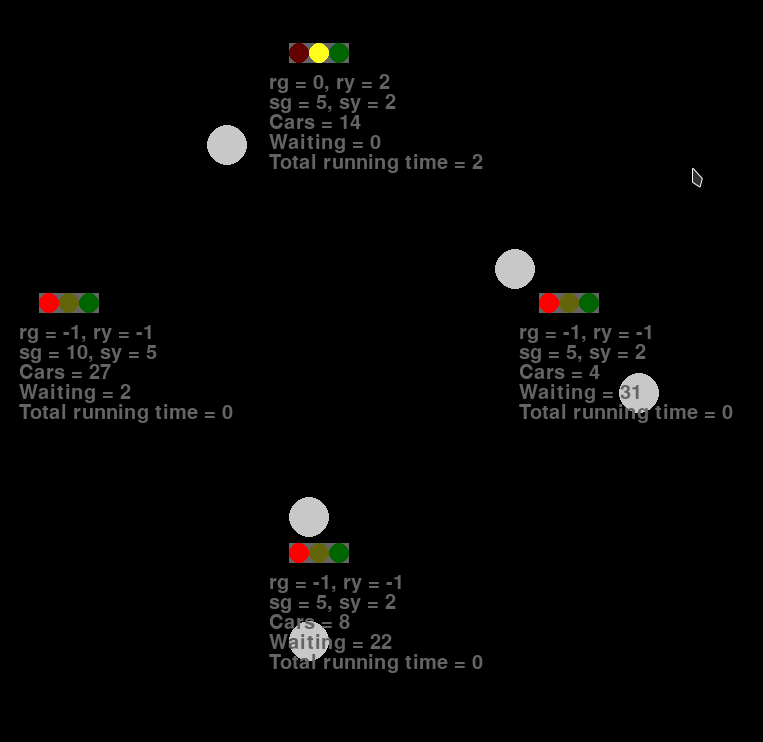 rg = 0, ry = 2
sg = 5, sy = 2
Cars = 14
Waiting = 0
Total running time = 2
rg = -1, ry = -1
sg = 10, sy = 5
Cars = 27
Waiting = 2
Total running time = 0
rg = -1, ry = -1
sg = 5, sy = 2
Cars = 4
Waiting = 31
Total running time = 0
rg = -1, ry = -1
sg = 5, sy = 2
Cars = 8
Waiting = 22
Total running time = 0